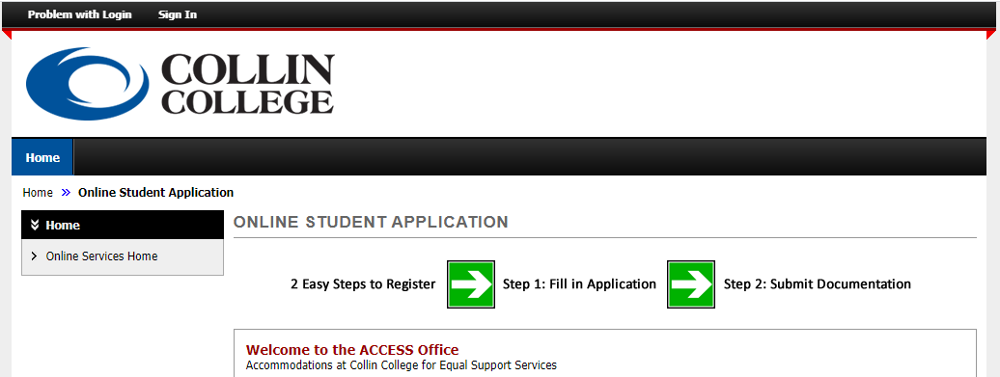 Problem with Login Sign In
COLLIN
COLLEGE
Home
Home » Online Student Application
Home
Online Services Home
ONLINE STUDENT APPLICATION
2 Easy Steps to Register Step 1: Fill in Application Step 2: Submit Documentation
Welcome to the ACCESS Office
Accommodations at Collin College for Equal Support Services